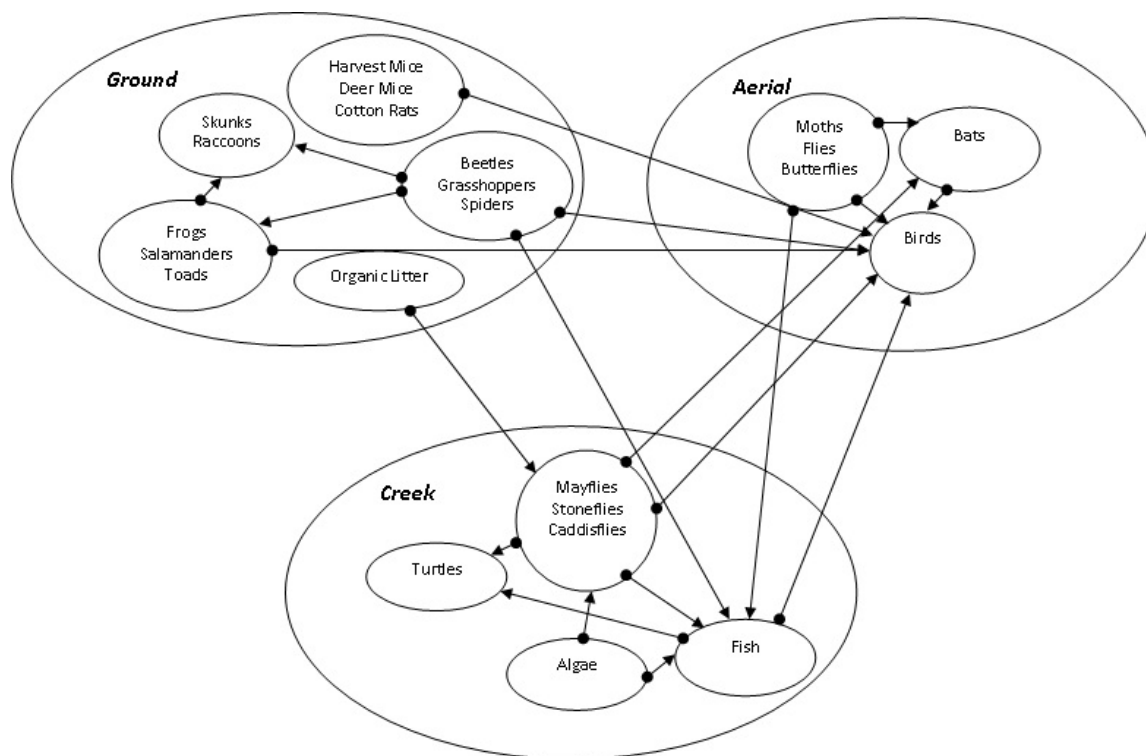 Ground
Harvest Mice
Deer Mice
Cotton Rats
Skunks
Raccoons
Beetles
Grasshoppers
Spiders
Frogs
Salamanders
Toads
Organic Litter
Aerial
Moths
Flies
Butterflies
Bats
Birds
Creek
Mayflies
Stoneflies
Caddisflies
Turtles
Algae
Fish